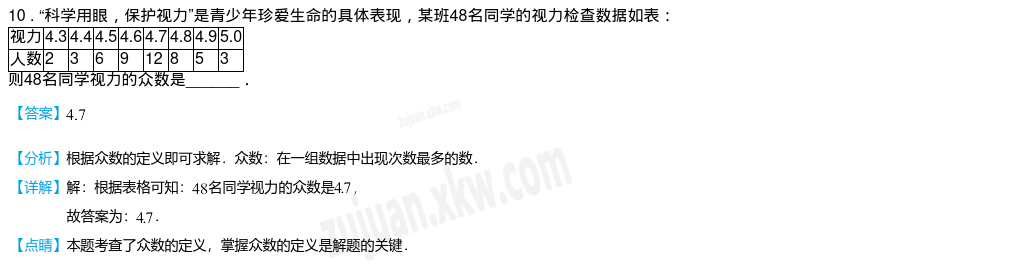 10．“科学用眼，保护视力”是青少年珍爱生命的具体表现，某班48名同学的视力检查数据如表：
视力 4.3 4.4 4.5 4.6 4.7 4.8 4.9 5.0
人数 2 3 6 9 12 8 5 3
则48名同学视力的众数是______．
【答案】4.7
zujuan.xkw.com
【分析】根据众数的定义即可求解．众数：在一组数据中出现次数最多的数．
【详解】解：根据表格可知：48名同学视力的众数是4.7，
故答案为：4.7．
zujuan.xkw.com
【点睛】本题考查了众数的定义，掌握众数的定义是解题的关键．